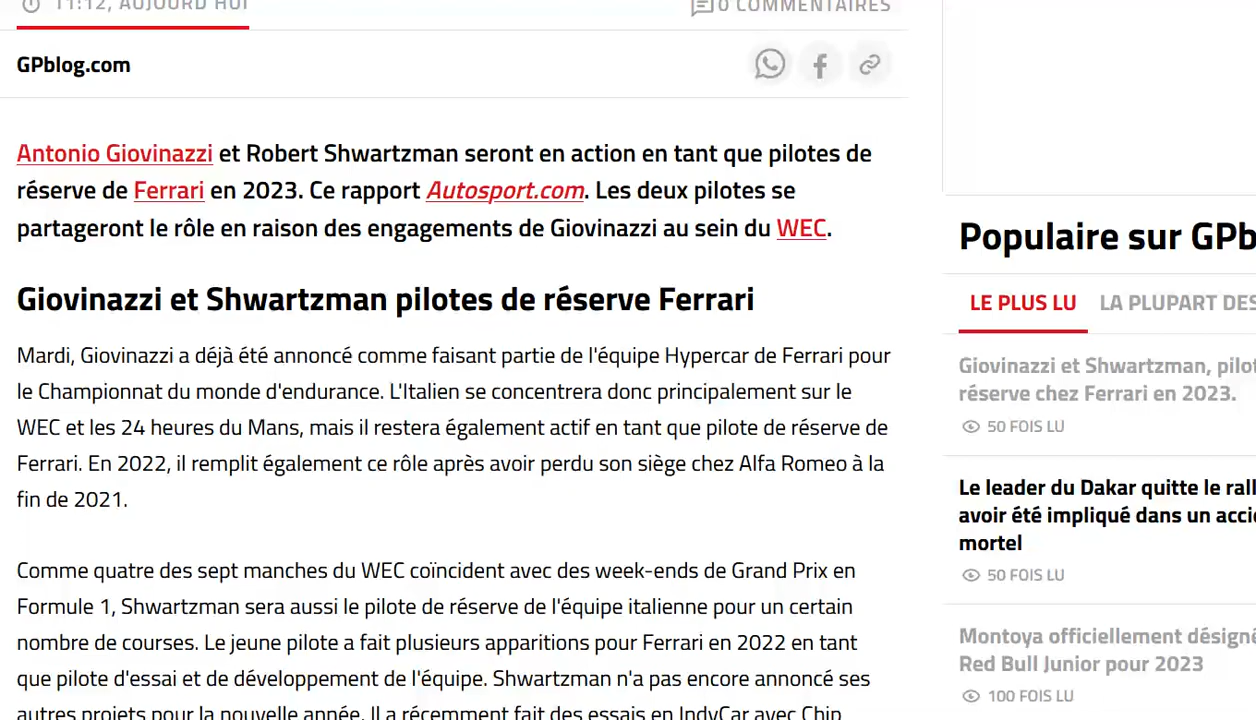 11:12, AUJOURD'HUI
0 COMMENTAIRES
GPblog.com
Antonio Giovinazzi et Robert Shwartzman seront en action en tant que pilotes de
réserve de Ferrari en 2023. Ce rapport Autosport.com. Les deux pilotes se
partageront le rôle en raison des engagements de Giovinazzi au sein du WEC.
Giovinazzi et Shwartzman pilotes de réserve Ferrari
Mardi, Giovinazzi a déjà été annoncé comme faisant partie de l'équipe Hypercar de Ferrari pour
le Championnat du monde d'endurance. L'Italien se concentrera donc principalement sur le
WEC et les 24 heures du Mans, mais il restera également actif en tant que pilote de réserve de
Ferrari. En 2022, il remplit également ce rôle après avoir perdu son siège chez Alfa Romeo à la
fin de 2021.
Comme quatre des sept manches du WEC coïncident avec des week-ends de Grand Prix en
Formule 1, Shwartzman sera aussi le pilote de réserve de l'équipe italienne pour un certain
nombre de courses. Le jeune pilote a fait plusieurs apparitions pour Ferrari en 2022 en tant
que pilote d'essai et de développement de l'équipe. Shwartzman n'a pas encore annoncé ses
autres projets pour la nouvelle année. Il a récemment fait des essais en IndyCar avec Chip
Populaire sur GPb
LE PLUS LU
LA PLUPART DES
Giovinazzi et Shwartzman, pilot
réserve chez Ferrari en 2023.
50 FOIS LU
Le leader du Dakar quitte le rall
avoir été impliqué dans un accid
mortel
50 FOIS LU
Montoya officiellement désigné
Red Bull Junior pour 2023
100 FOIS LU